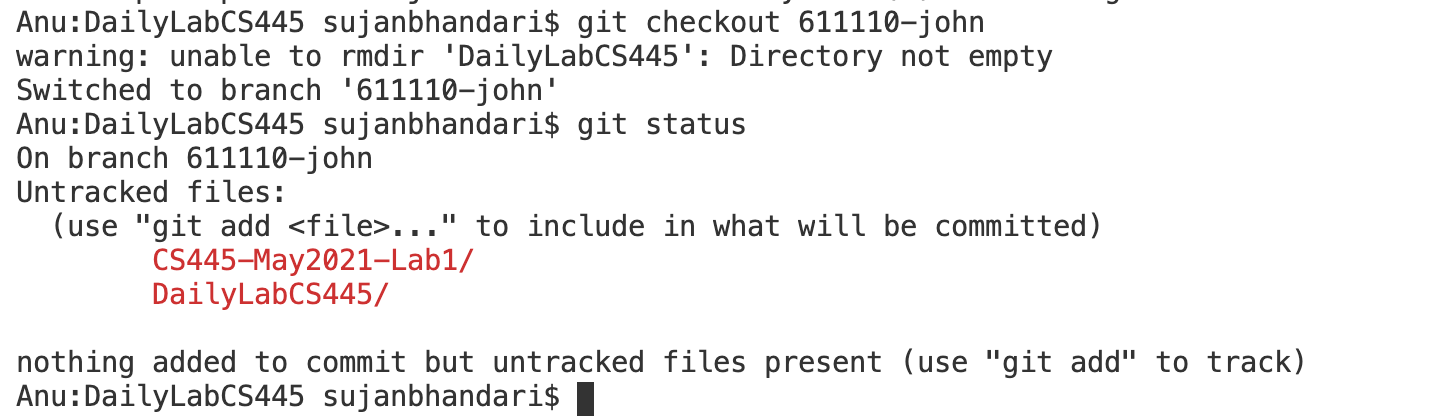 Anu:DailyLabCS445 sujanbhandari$ git checkout 611110-john
warning: unable to rmdir 'DailyLabCS445': Directory not empty
Switched to branch '611110-john'
Anu:DailyLabCS445 sujanbhandari$ git status
On branch 611110-john
Untracked files:
  (use "git add <file>..." to include in what will be committed)
        CS445-May2021-Lab1/
        DailyLabCS445/

nothing added to commit but untracked files present (use "git add" to track)
Anu:DailyLabCS445 sujanbhandari$